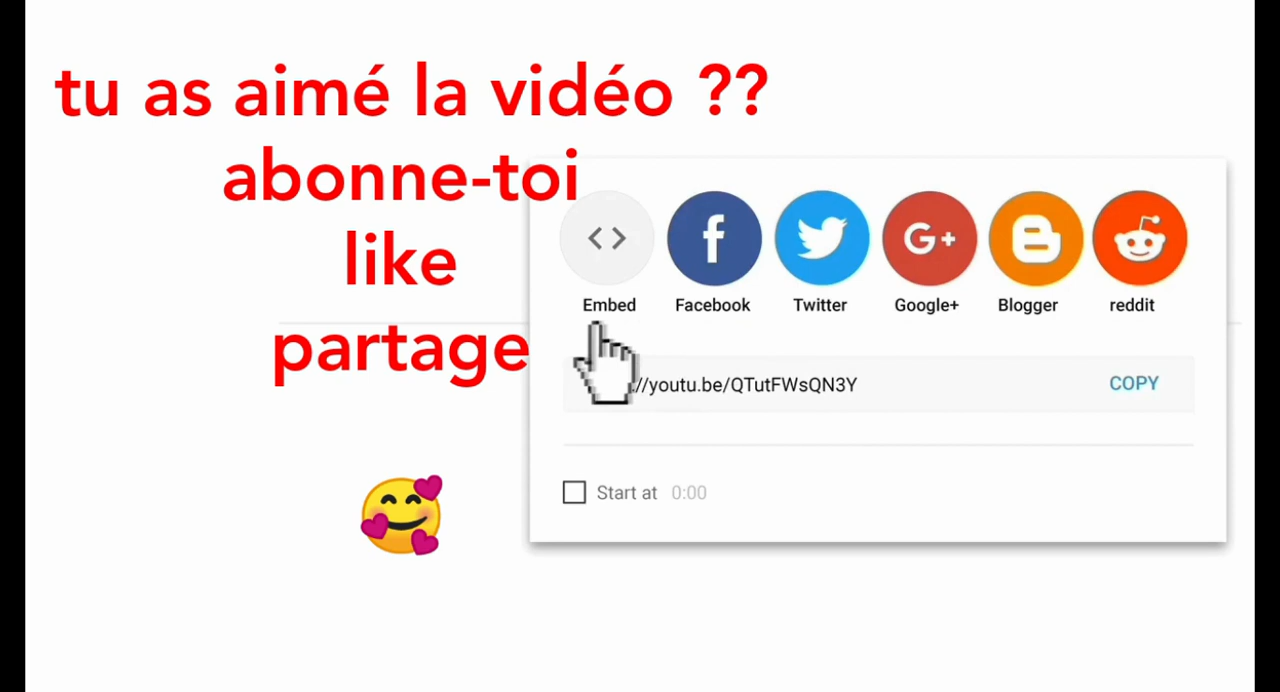 tu as aimé la vidéo ??
abonne-toi
like
partage
Embed Facebook Twitter Google+ Blogger reddit
//youtu.be/QTutFWsQN3Y COPY
Start at 0:00